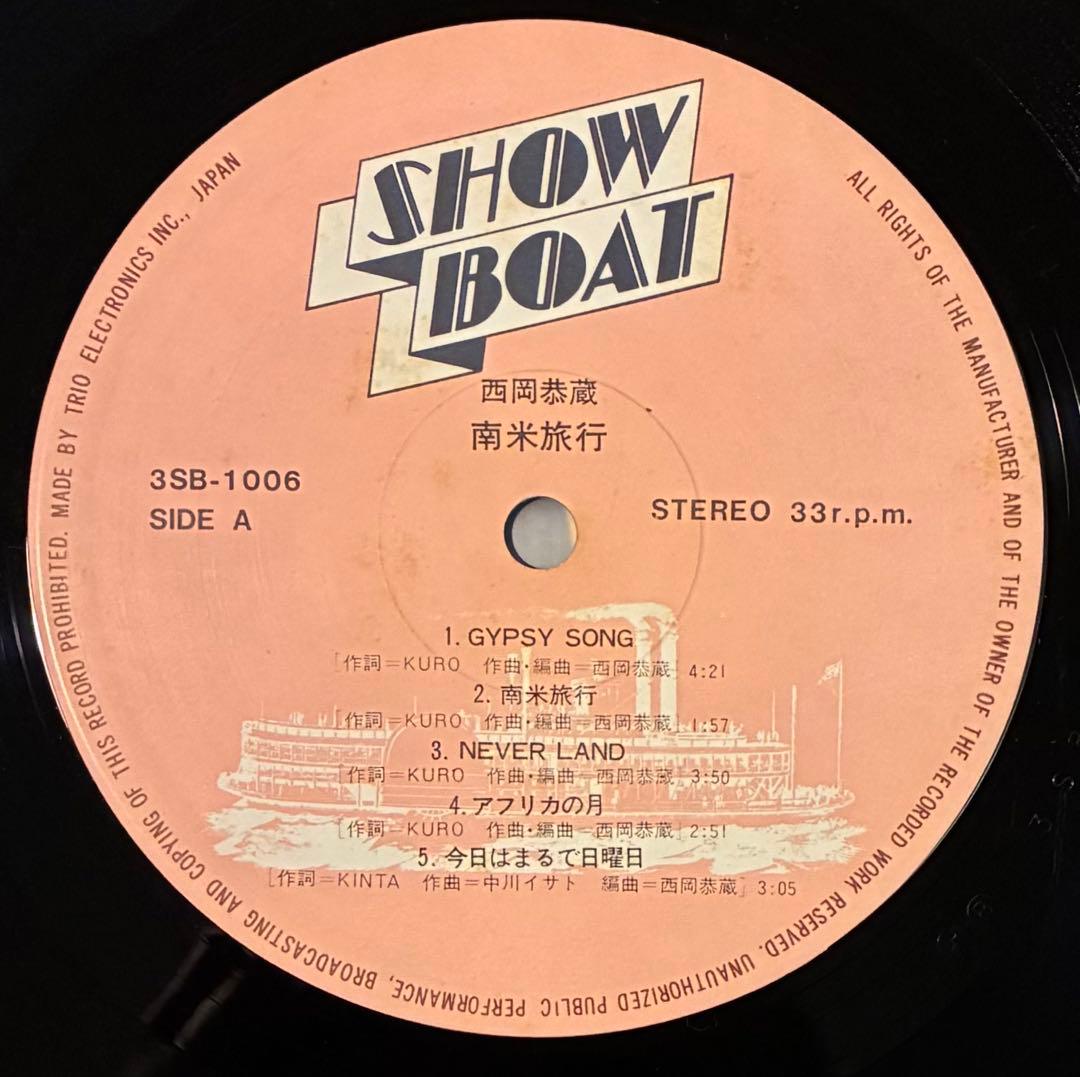 SHOW
BOAT
西岡恭蔵
南米旅行
3SB-1006
SIDE A
STEREO 33r.p.m.
1. GYPSY SONG
[作詞=KURO 作曲・編曲=西岡恭蔵] 4:21
2. 南米旅行
[作詞=KURO 作曲・編曲=西岡恭蔵] 1:57
3. NEVER LAND
[作詞=KURO 作曲・編曲=西岡恭蔵] 3:50
4. アフリカの月
[作詞=KURO 作曲・編曲=西岡恭蔵] 2:51
5. 今日はまるで日曜日
[作詞=KINTA 作曲=中川イサト 編曲=西岡恭蔵] 3:05
ALL RIGHTS OF THE MANUFACTURER AND OF THE OWNER OF THE RECORDED WORK RESERVED. UNAUTHORIZED PUBLIC PERFORMANCE, BROADCASTING AND COPYING OF THIS RECORD PROHIBITED. MADE BY TRIO ELECTRONICS INC., JAPAN